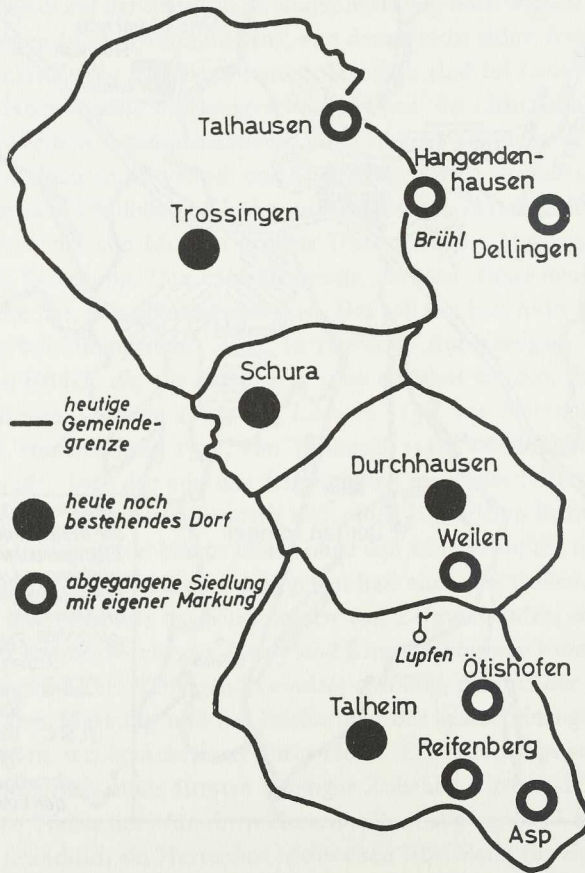 Talhausen
Hangenden-
hausen
Trossingen
Brühl
Dellingen
Schura
heutige
Gemeinde-
grenze
Durchhausen
heute noch
bestehendes Dorf
Weilen
abgegangene Siedlung
mit eigener Markung
Lupfen
Ötishofen
Talheim
Reifenberg
Asp